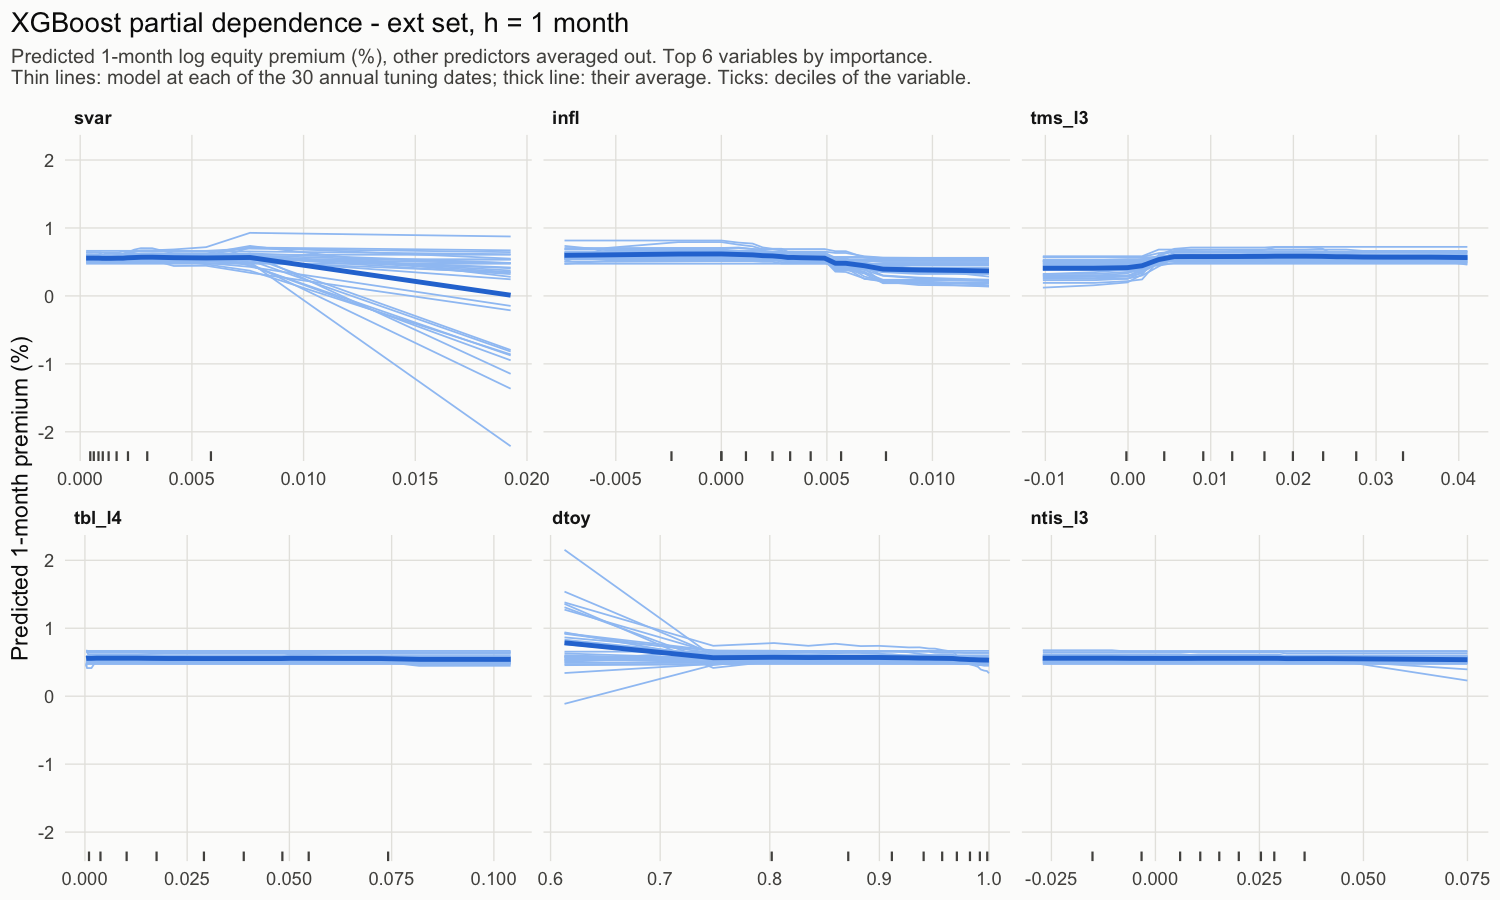 XGBoost partial dependence - ext set, h = 1 month
Predicted 1-month log equity premium (%), other predictors averaged out. Top 6 variables by importance.
Thin lines: model at each of the 30 annual tuning dates; thick line: their average. Ticks: deciles of the variable.
Predicted 1-month premium (%)
svar
infl
tms_l3
2
1
0
-1
-2
0.000 0.005 0.010 0.015 0.020
-0.005 0.000 0.005 0.010
-0.01 0.00 0.01 0.02 0.03 0.04
tbl_l4
dtoy
ntis_l3
2
1
0
-1
-2
0.000 0.025 0.050 0.075 0.100
0.6 0.7 0.8 0.9 1.0
-0.025 0.000 0.025 0.050 0.075